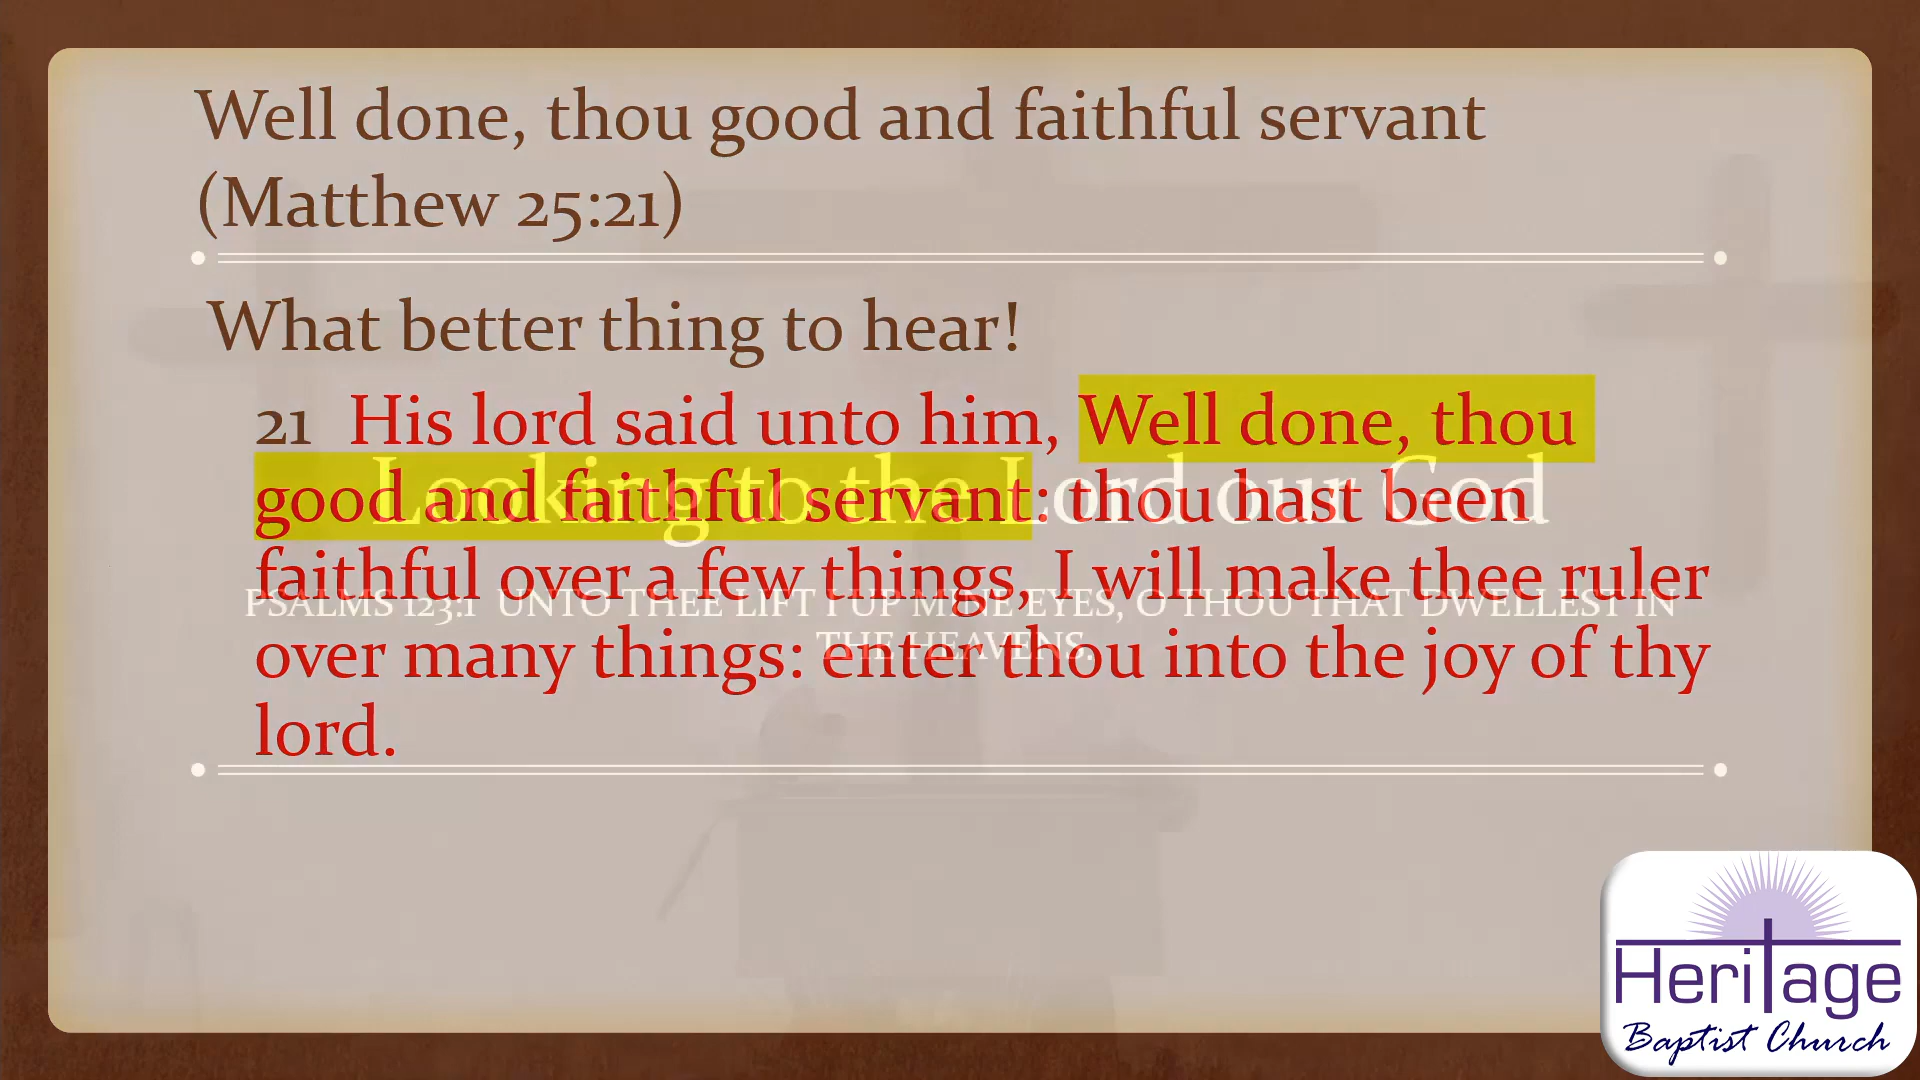 Well done, thou good and faithful servant
(Matthew 25:21)
What better thing to hear!
21 His lord said unto him, Well done, thou
good and faithful servant: thou hast been
faithful over a few things, I will make thee ruler
over many things: enter thou into the joy of thy
lord.
Looking to the Lord our God
PSALMS 123:1 UNTO THEE LIFT I UP MINE EYES, O THOU THAT DWELLEST IN
THE HEAVENS.
Heritage
Baptist Church